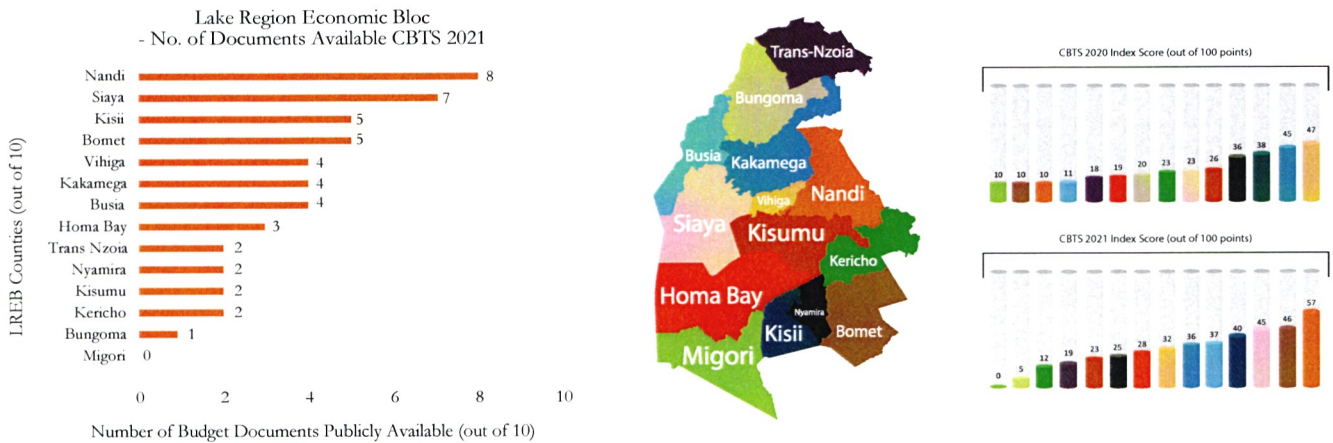 Lake Region Economic Bloc
- No. of Documents Available CBTS 2021
LREB Counties (out of 10)
Nandi 8
Siaya 7
Kisii 5
Bomet 5
Vihiga 4
Kakamega 4
Busia 4
Homa Bay 3
Trans Nzoia 2
Nyamira 2
Kisumu 2
Kericho 2
Bungoma 1
Migori 0
0 2 4 6 8 10
Number of Budget Documents Publicly Available (out of 10)
Trans-Nzoia
Bungoma
Busia
Kakamega
Vihiga
Nandi
Siaya
Kisumu
Kericho
Homa Bay
Nyamira
Kisii
Bomet
Migori
CBTS 2020 Index Score (out of 100 points)
10 10 10 11 18 19 20 23 23 26 36 38 45 47
CBTS 2021 Index Score (out of 100 points)
0 5 12 19 23 25 28 32 36 37 40 45 46 57